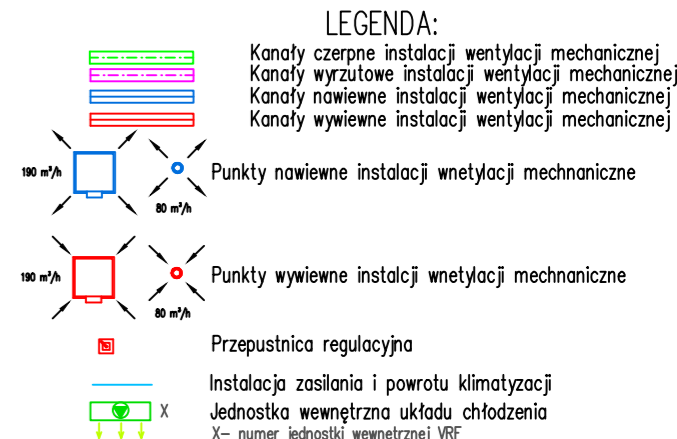 LEGENDA:
Kanały czerpne instalacji wentylacji mechanicznej
Kanały wyrzutowe instalacji wentylacji mechanicznej
Kanały nawiewne instalacji wentylacji mechanicznej
Kanały wywiewne instalacji wentylacji mechanicznej
190 m³/h
Punkty nawiewne instalacji wnetylacji mechnaniczne
80 m³/h
190 m³/h
Punkty wywiewne instalcji wnetylacji mechnaniczne
80 m³/h
Przepustnica regulacyjna
Instalacja zasilania i powrotu klimatyzacji
X Jednostka wewnętrzna układu chłodzenia
X- numer jednostki wewnętrznej VRF